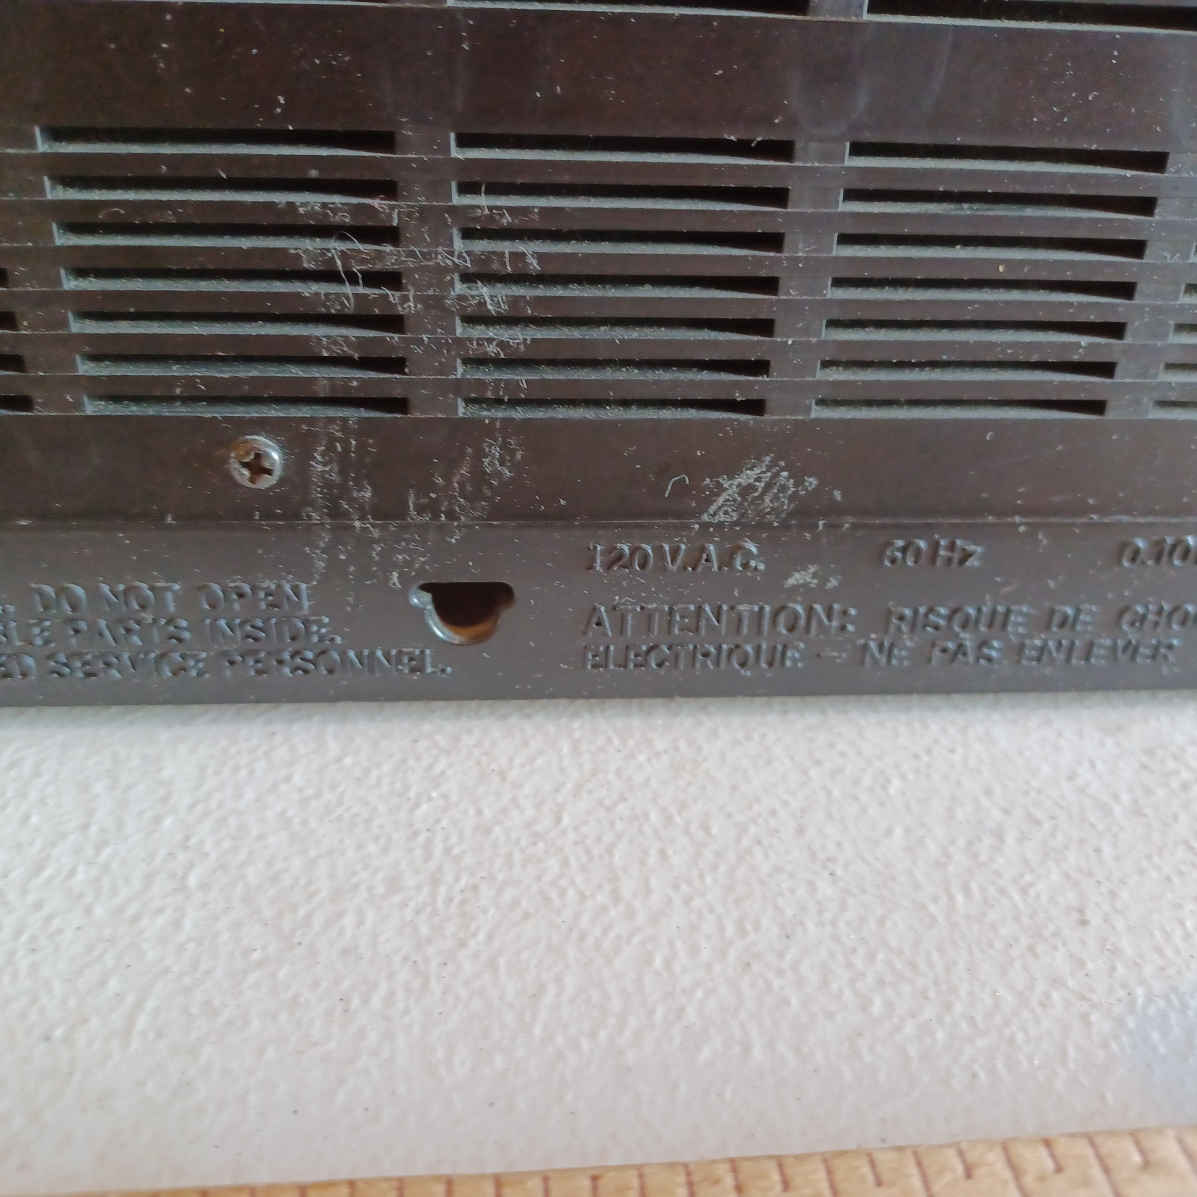 DO NOT OPEN.
PARTS INSIDE.
SERVICE PERSONNEL.
120 V.A.C. 60 Hz
ATTENTION: RISQUE DE
ELECTRIQUE - NE PAS ENLEVER